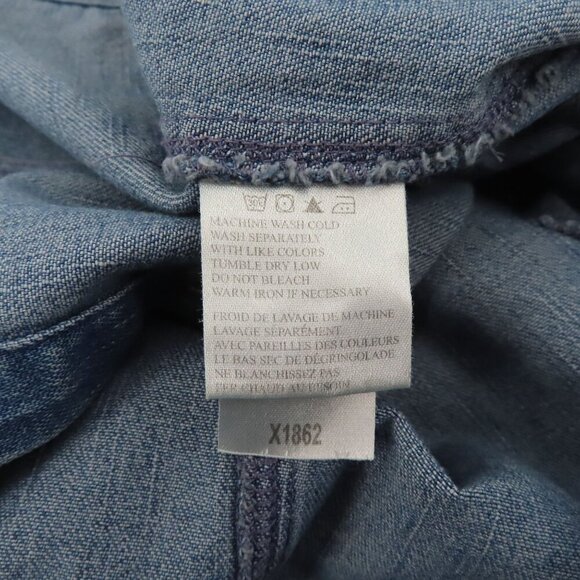 MACHINE WASH COLD
WASH SEPARATELY
WITH LIKE COLORS
TUMBLE DRY LOW
DO NOT BLEACH
WARM IRON IF NECESSARY
FROID DE LAVAGE DE MACHINE
LAVAGE SÉPARÉMENT
AVEC PAREILLES DES COULEURS
LE BAS SEC DE DÉGRINGOLADE
NE BLANCHISSEZ PAS
FER CHAUD AU BESOIN
X1862